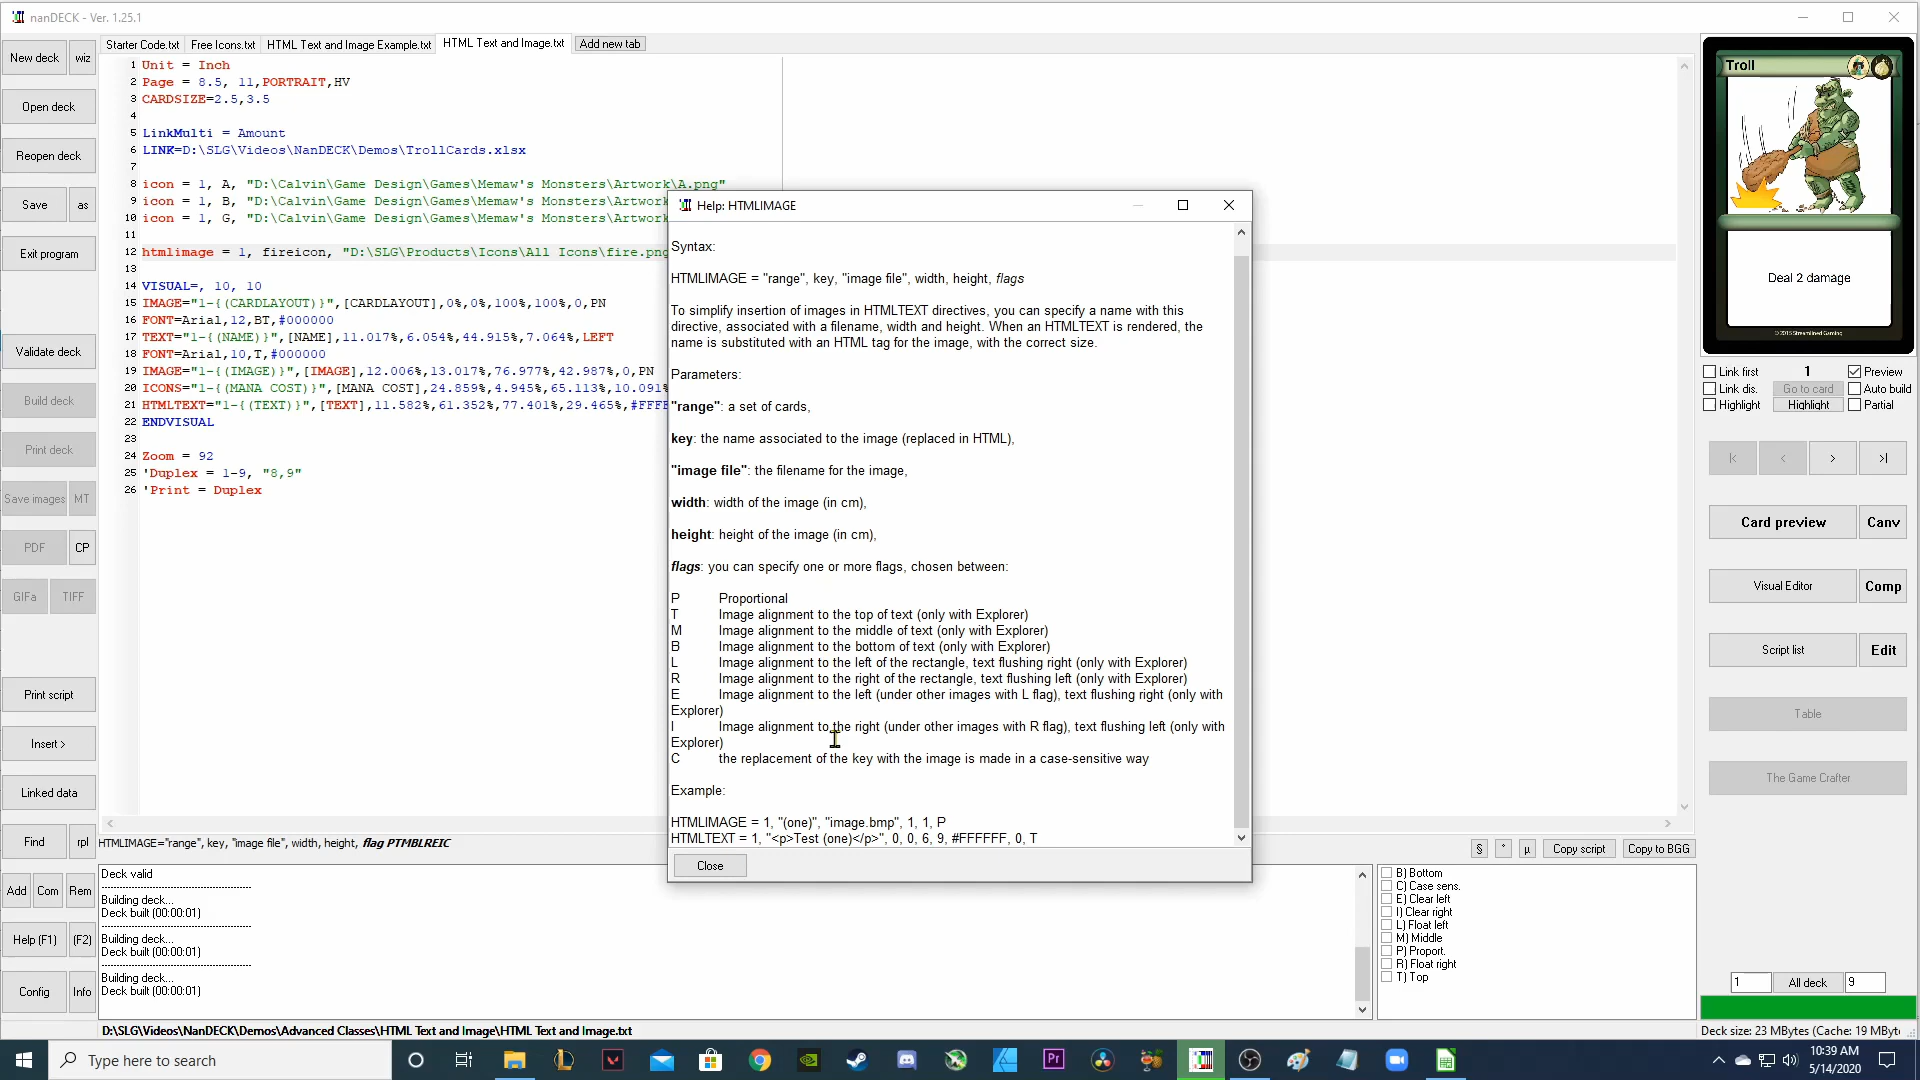 nanDECK - Ver. 1.25.1
New deck
wiz
Open deck
Reopen deck
Save
as
Exit program
Validate deck
Build deck
Print deck
Save images
MT
PDF
CP
GIFa
TIFF
Print script
Insert >
Linked data
Find
rpl
Add
Com
Rem
Help (F1)
(F2)
Config
Info
Starter Code.txt
Free Icons.txt
HTML Text and Image Example.txt
HTML Text and Image.txt
Add new tab
1 Unit = Inch
2 Page = 8.5, 11,PORTRAIT,HV
3 CARDSIZE=2.5,3.5
4
5 LinkMulti = Amount
6 LINK=D:\SLG\Videos\NanDECK\Demos\TrollCards.xlsx
7
8 icon = 1, A, "D:\Calvin\Game Design\Games\Memaw's Monsters\Artwork\A.png"
9 icon = 1, B, "D:\Calvin\Game Design\Games\Memaw's Monsters\Artwork
10 icon = 1, G, "D:\Calvin\Game Design\Games\Memaw's Monsters\Artwork
11
12 htmlimage = 1, fireicon, "D:\SLG\Products\Icons\All Icons\fire.png
13
14 VISUAL=, 10, 10
15 IMAGE="1-{(CARDLAYOUT)}",[CARDLAYOUT],0%,0%,100%,100%,0,PN
16 FONT=Arial,12,BT,#000000
17 TEXT="1-{(NAME)}",[NAME],11.017%,6.054%,44.915%,7.064%,LEFT
18 FONT=Arial,10,T,#000000
19 IMAGE="1-{(IMAGE)}",[IMAGE],12.006%,13.017%,76.977%,42.987%,0,PN
20 ICONS="1-{(MANA COST)}",[MANA COST],24.859%,4.945%,65.113%,10.091%
21 HTMLTEXT="1-{(TEXT)}",[TEXT],11.582%,61.352%,77.401%,29.465%,#FFF
22 ENDVISUAL
23
24 Zoom = 92
25 'Duplex = 1-9, "8,9"
26 'Print = Duplex
Help: HTMLIMAGE
Syntax:
HTMLIMAGE = "range", key, "image file", width, height, flags
To simplify insertion of images in HTMLTEXT directives, you can specify a name with this
directive, associated with a filename, width and height. When an HTMLTEXT is rendered, the
name is substituted with an HTML tag for the image, with the correct size.
Parameters:
"range": a set of cards,
key: the name associated to the image (replaced in HTML),
"image file": the filename for the image,
width: width of the image (in cm),
height: height of the image (in cm),
flags: you can specify one or more flags, chosen between:
P Proportional
T Image alignment to the top of text (only with Explorer)
M Image alignment to the middle of text (only with Explorer)
B Image alignment to the bottom of text (only with Explorer)
L Image alignment to the left of the rectangle, text flushing right (only with Explorer)
R Image alignment to the right of the rectangle, text flushing left (only with Explorer)
E Image alignment to the left (under other images with L flag), text flushing right (only with
Explorer)
I Image alignment to the right (under other images with R flag), text flushing left (only with
Explorer)
C the replacement of the key with the image is made in a case-sensitive way
Example:
HTMLIMAGE = 1, "(one)", "image.bmp", 1, 1, P
HTMLTEXT = 1, "<p>Test (one)</p>", 0, 0, 6, 9, #FFFFFF, 0, T
Close
HTMLIMAGE="range", key, "image file", width, height, flag PTMBLREIC
§
°
µ
Copy script
Copy to BGG
Deck valid
Building deck...
Deck built (00:00:01)
Building deck...
Deck built (00:00:01)
Building deck...
Deck built (00:00:01)
B) Bottom
C) Case sens.
E) Clear left
I) Clear right
L) Float left
M) Middle
P) Proport.
R) Float right
T) Top
D:\SLG\Videos\NanDECK\Demos\Advanced Classes\HTML Text and Image\HTML Text and Image.txt
Troll
Deal 2 damage
© 2015 Streamlined Gaming
Link first
1
Preview
Link dis.
Go to card
Auto build
Highlight
Highlight
Partial
|<
<
>
>|
Card preview
Canv
Visual Editor
Comp
Script list
Edit
Table
The Game Crafter
1
All deck
9
Deck size: 23 MBytes (Cache: 19 MByt
Type here to search
Pr
10:39 AM
5/14/2020